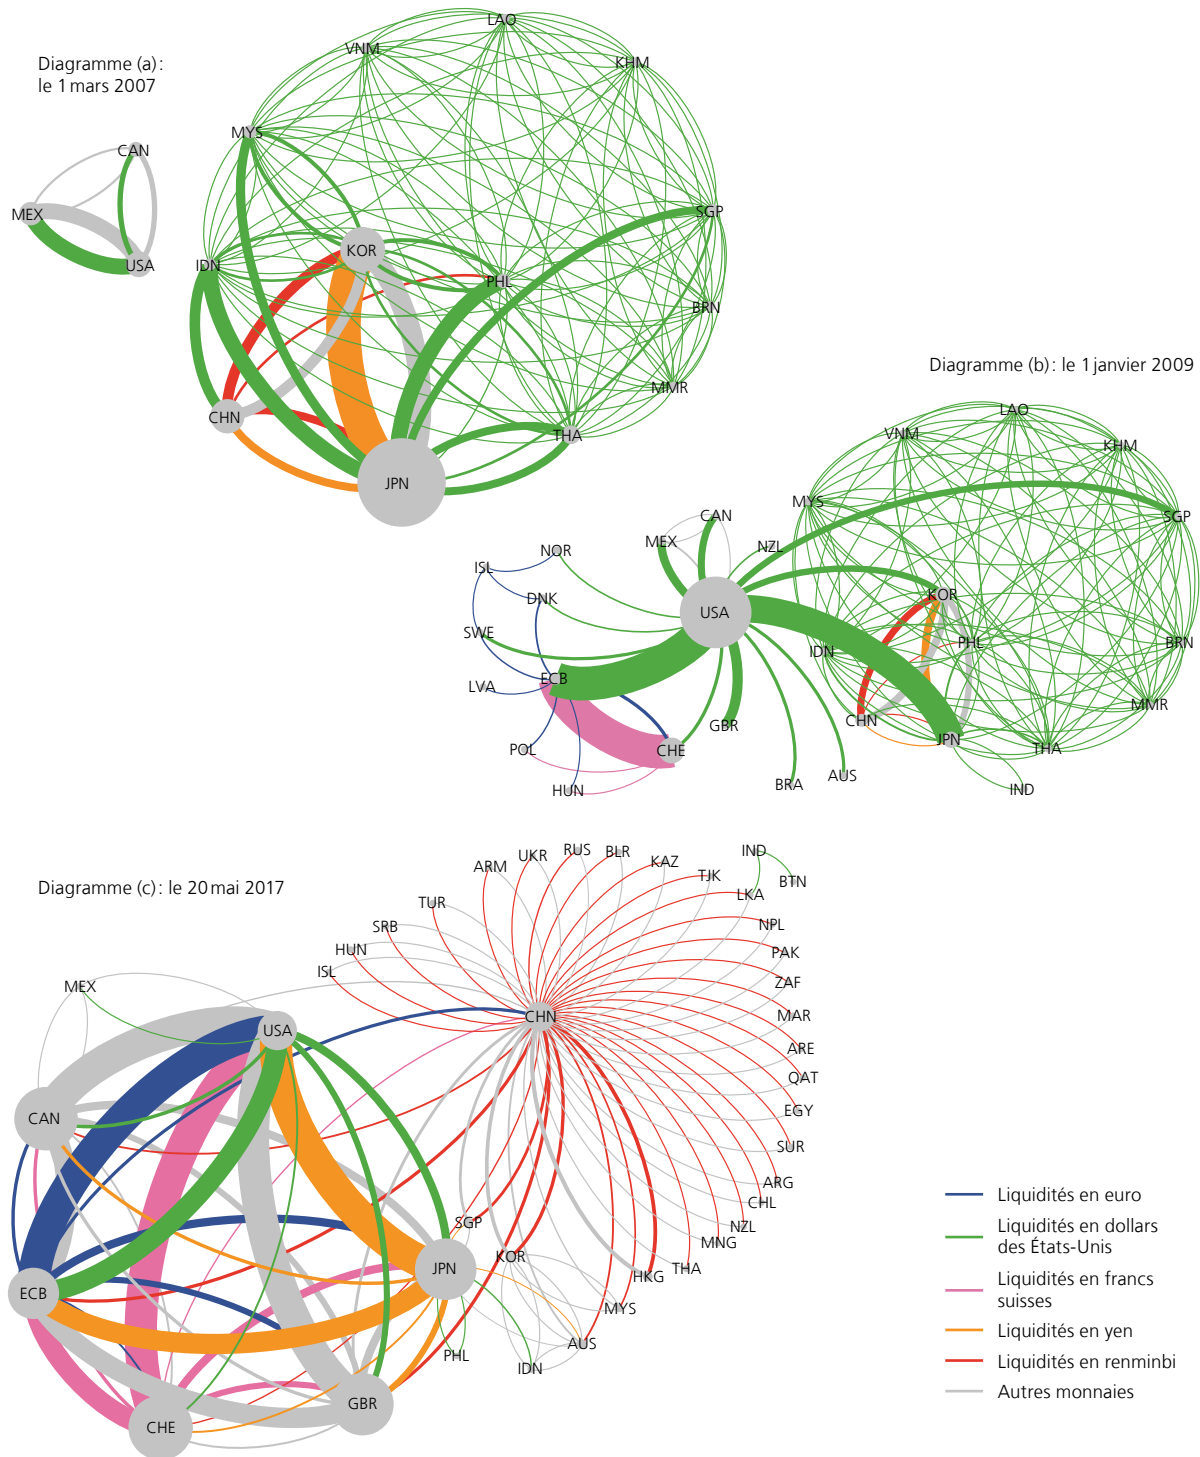 Diagramme (a) :
le 1 mars 2007
LAO
VNM
KHM
MYS
CAN
MEX
USA
SGP
KOR
IDN
PHL
BRN
MMR
CHN
THA
JPN
Diagramme (b) : le 1 janvier 2009
LAO
VNM
KHM
MYS
SGP
CAN
MEX
NZL
NOR
ISL
DNK
KOR
USA
SWE
PHL
IDN
BRN
ECB
LVA
MMR
CHN
GBR
JPN
THA
POL
CHE
AUS
BRA
IND
HUN
Diagramme (c) : le 20 mai 2017
RUS
BLR
IND
UKR
KAZ
ARM
TJK
BTN
LKA
TUR
NPL
SRB
HUN
PAK
ISL
ZAF
MEX
CHN
MAR
USA
ARE
QAT
CAN
EGY
SUR
ARG
CHL
SGP
NZL
MNG
KOR
JPN
THA
HKG
ECB
MYS
AUS
PHL
IDN
GBR
CHE
Liquidités en euro
Liquidités en dollars
des États-Unis
Liquidités en francs
suisses
Liquidités en yen
Liquidités en renminbi
Autres monnaies